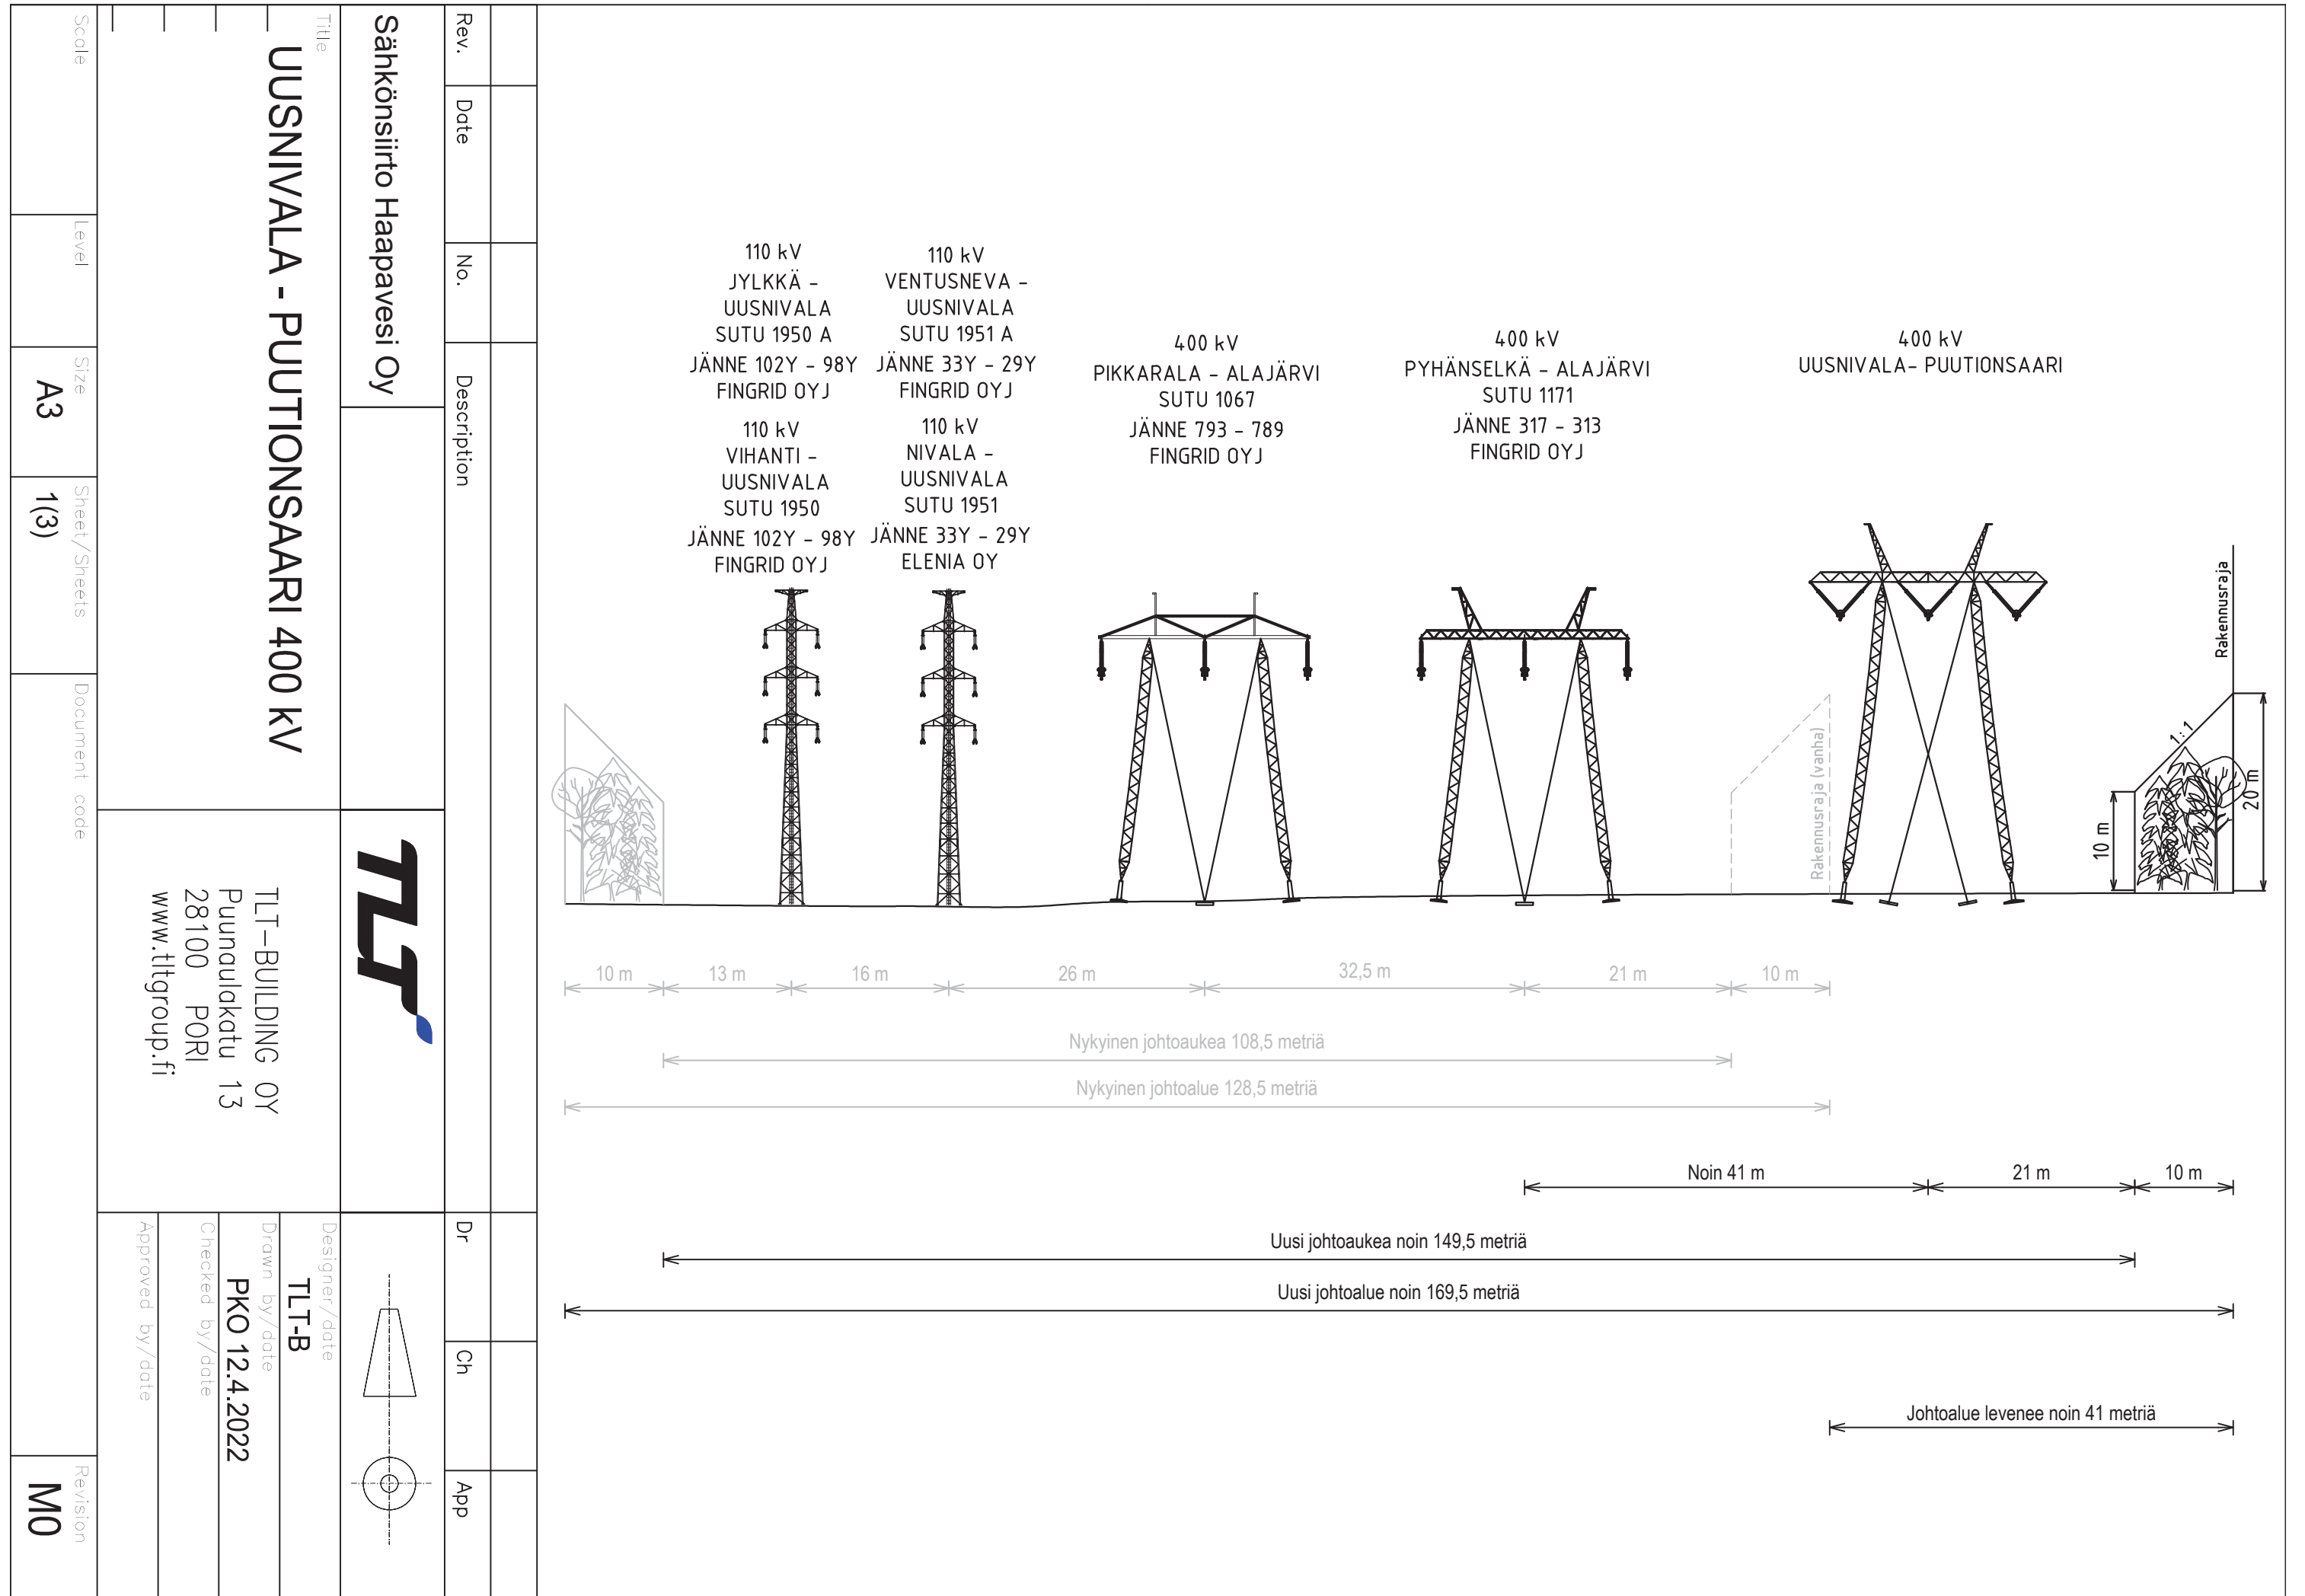 Rev.
Date
No.
Description
Dr
Ch
App
Sähkönsiirto Haapavesi Oy
Title
UUSNIVALA - PUUTIONSAARI 400 kV
TLT
TLT-BUILDING OY
Puunaulakatu 13
28100 PORI
www.tltgroup.fi
Designer/date
TLT-B
Drawn by/date
PKO 12.4.2022
Checked by/date
Approved by/date
Scale
Level
Size
A3
Sheet/Sheets
1(3)
Document code
Revision
M0
110 kV
JYLKKÄ -
UUSNIVALA
SUTU 1950 A
JÄNNE 102Y - 98Y
FINGRID OYJ
110 kV
VIHANTI -
UUSNIVALA
SUTU 1950
JÄNNE 102Y - 98Y
FINGRID OYJ
110 kV
VENTUSNEVA -
UUSNIVALA
SUTU 1951 A
JÄNNE 33Y - 29Y
FINGRID OYJ
110 kV
NIVALA -
UUSNIVALA
SUTU 1951
JÄNNE 33Y - 29Y
ELENIA OY
400 kV
PIKKARALA - ALAJÄRVI
SUTU 1067
JÄNNE 793 - 789
FINGRID OYJ
400 kV
PYHÄNSELKÄ - ALAJÄRVI
SUTU 1171
JÄNNE 317 - 313
FINGRID OYJ
400 kV
UUSNIVALA- PUUTIONSAARI
Rakennusraja
Rakennusraja (vanha)
1:1
10 m
20 m
10 m
13 m
16 m
26 m
32,5 m
21 m
10 m
Nykyinen johtoaukea 108,5 metriä
Nykyinen johtoalue 128,5 metriä
Noin 41 m
21 m
10 m
Uusi johtoaukea noin 149,5 metriä
Uusi johtoalue noin 169,5 metriä
Johtoalue levenee noin 41 metriä